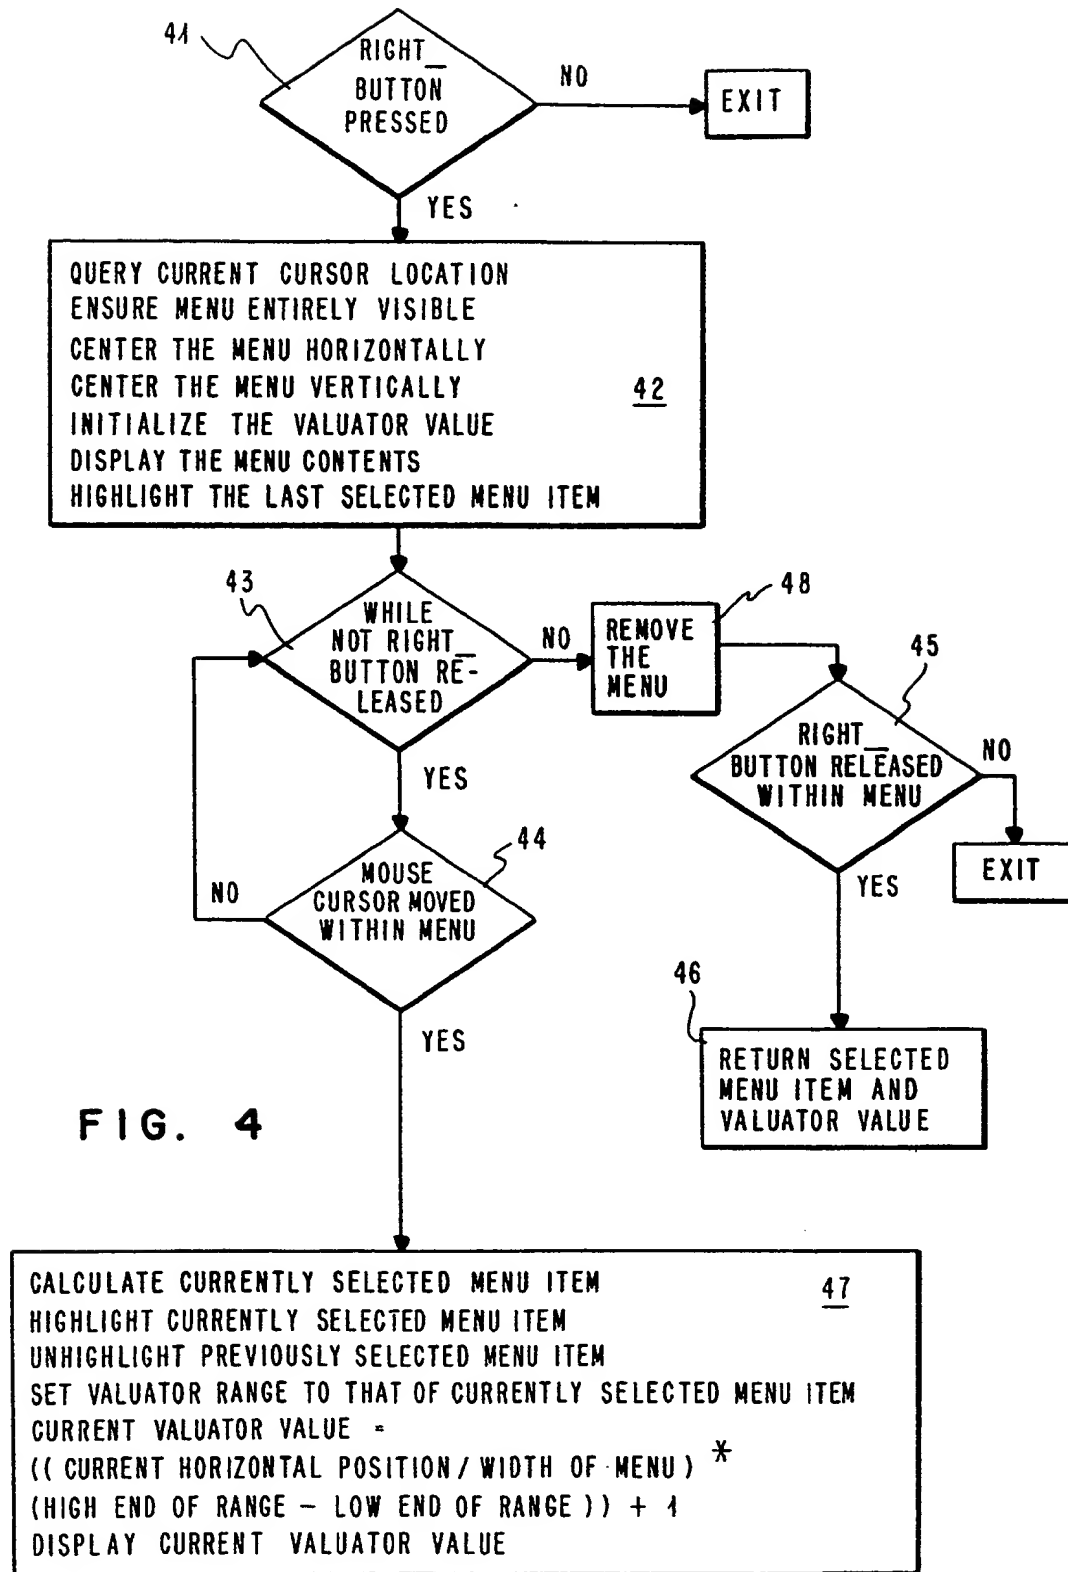 41
RIGHT_
BUTTON
PRESSED
NO
EXIT
YES
QUERY CURRENT CURSOR LOCATION
ENSURE MENU ENTIRELY VISIBLE
CENTER THE MENU HORIZONTALLY
CENTER THE MENU VERTICALLY
42
INITIALIZE THE VALUATOR VALUE
DISPLAY THE MENU CONTENTS
HIGHLIGHT THE LAST SELECTED MENU ITEM
43
WHILE
NOT RIGHT_
BUTTON RE-
LEASED
NO
48
REMOVE
THE
MENU
45
RIGHT_
BUTTON RELEASED
WITHIN MENU
NO
EXIT
YES
YES
44
MOUSE
CURSOR MOVED
WITHIN MENU
NO
YES
46
RETURN SELECTED
MENU ITEM AND
VALUATOR VALUE
FIG. 4
CALCULATE CURRENTLY SELECTED MENU ITEM
47
HIGHLIGHT CURRENTLY SELECTED MENU ITEM
UNHIGHLIGHT PREVIOUSLY SELECTED MENU ITEM
SET VALUATOR RANGE TO THAT OF CURRENTLY SELECTED MENU ITEM
CURRENT VALUATOR VALUE =
((CURRENT HORIZONTAL POSITION/WIDTH OF MENU) *
(HIGH END OF RANGE - LOW END OF RANGE)) + 1
DISPLAY CURRENT VALUATOR VALUE